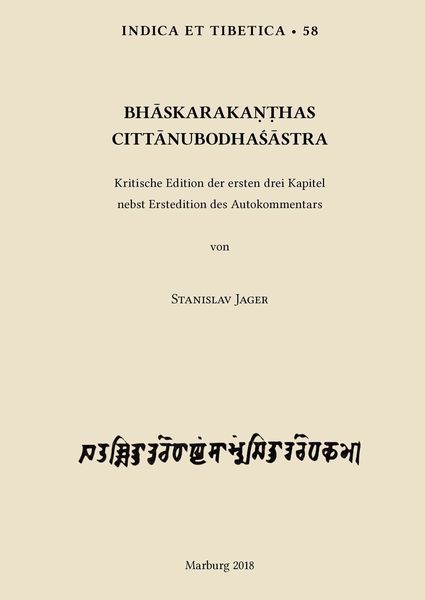 INDICA ET TIBETICA • 58
BHĀSKARAKAṆṬHAS
CITTĀNUBODHAŚĀSTRA
Kritische Edition der ersten drei Kapitel
nebst Erstedition des Autokommentars
von
Stanislav Jager
Marburg 2018